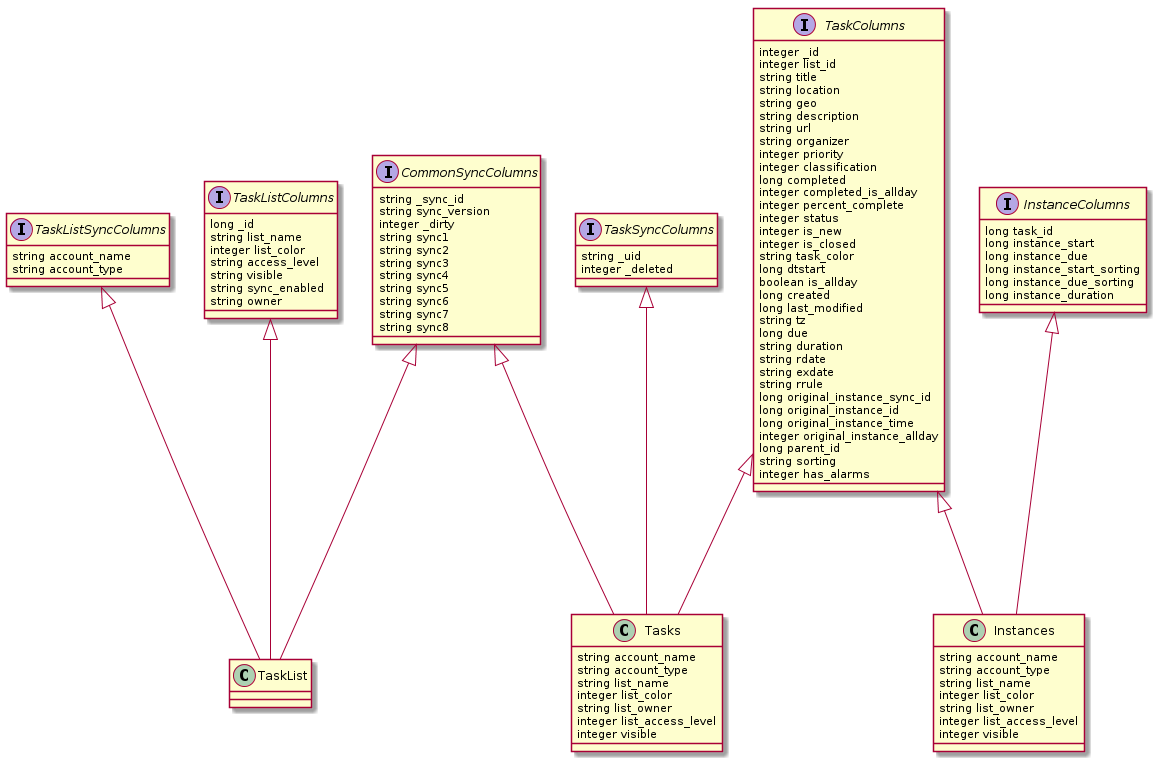 I TaskColumns
integer _id
integer list_id
string title
string location
string geo
string description
string url
string organizer
integer priority
integer classification
long completed
integer completed_is_allday
integer percent_complete
integer status
integer is_new
integer is_closed
string task_color
long dtstart
boolean is_allday
long created
long last_modified
string tz
long due
string duration
string rdate
string exdate
string rrule
long original_instance_sync_id
long original_instance_id
long original_instance_time
integer original_instance_allday
long parent_id
string sorting
integer has_alarms
I TaskListSyncColumns
string account_name
string account_type
I TaskListColumns
long _id
string list_name
integer list_color
string access_level
string visible
string sync_enabled
string owner
I CommonSyncColumns
string _sync_id
string sync_version
integer _dirty
string sync1
string sync2
string sync3
string sync4
string sync5
string sync6
string sync7
string sync8
I TaskSyncColumns
string _uid
integer _deleted
I InstanceColumns
long task_id
long instance_start
long instance_due
long instance_start_sorting
long instance_due_sorting
long instance_duration
C TaskList
C Tasks
string account_name
string account_type
string list_name
integer list_color
string list_owner
integer list_access_level
integer visible
C Instances
string account_name
string account_type
string list_name
integer list_color
string list_owner
integer list_access_level
integer visible